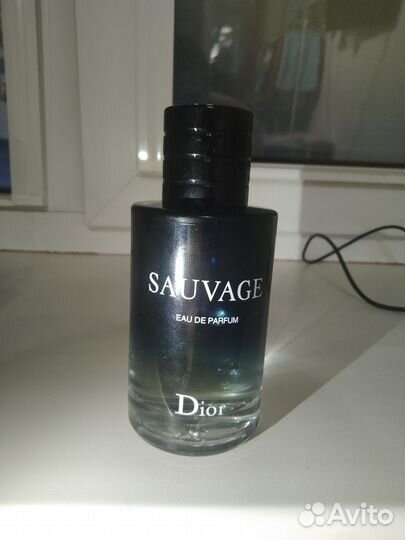 SAUVAGE
EAU DE PARFUM
Dior
Avito